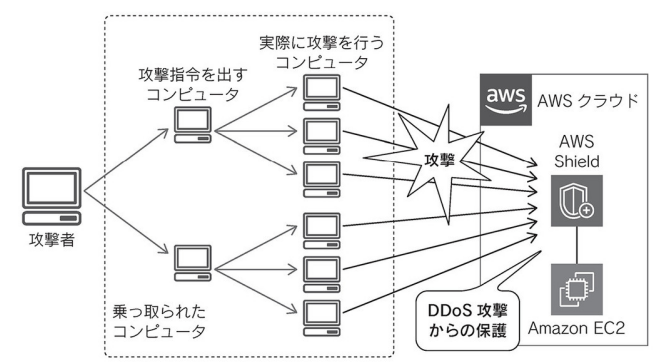 実際に攻撃を行う
コンピュータ
攻撃指令を出す
コンピュータ
攻撃者
乗っ取られた
コンピュータ
攻撃
aws
AWS クラウド
AWS
Shield
DDoS 攻撃
からの保護
Amazon EC2